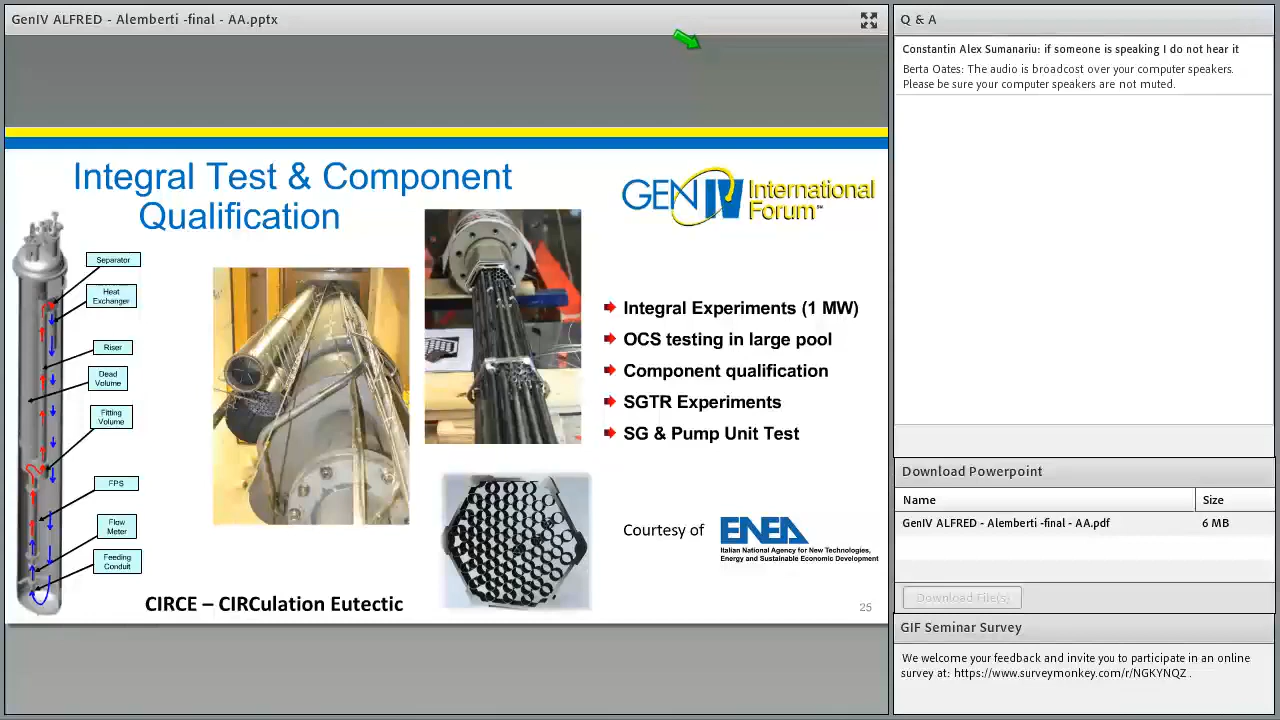 GenIV ALFRED - Alemberti -final - AA.pptx
Integral Test & Component
Qualification
GEN IV International
Forum℠
Separator
Heat
Exchanger
Riser
Dead
Volume
Fitting
Volume
FPS
Flow
Meter
Feeding
Conduit
Integral Experiments (1 MW)
OCS testing in large pool
Component qualification
SGTR Experiments
SG & Pump Unit Test
Courtesy of
ENEA
Italian National Agency for New Technologies,
Energy and Sustainable Economic Development
CIRCE – CIRCulation Eutectic
25
Q & A
Constantin Alex Sumanariu: if someone is speaking I do not hear it
Berta Oates: The audio is broadcast over your computer speakers.
Please be sure your computer speakers are not muted.
Download Powerpoint
Name
Size
GenIV ALFRED - Alemberti -final - AA.pdf
6 MB
Download File(s)
GIF Seminar Survey
We welcome your feedback and invite you to participate in an online
survey at: https://www.surveymonkey.com/r/NGKYNQZ .